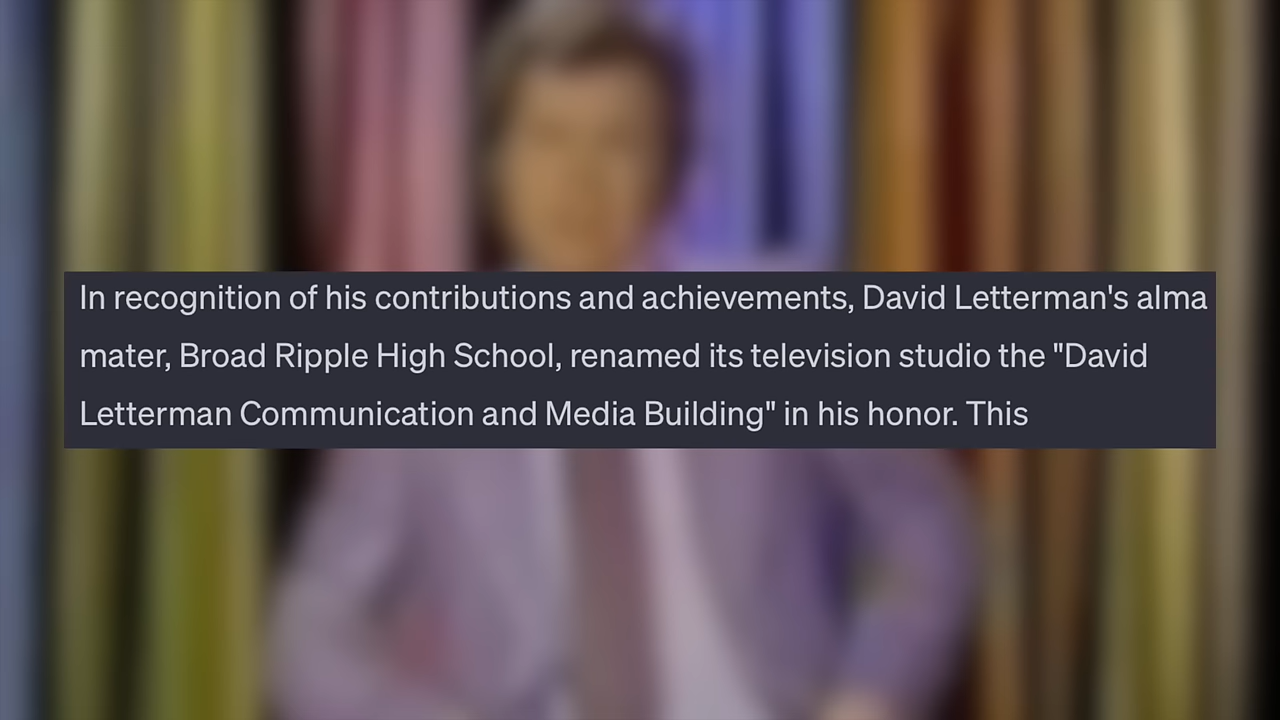 In recognition of his contributions and achievements, David Letterman's alma
mater, Broad Ripple High School, renamed its television studio the "David
Letterman Communication and Media Building" in his honor. This